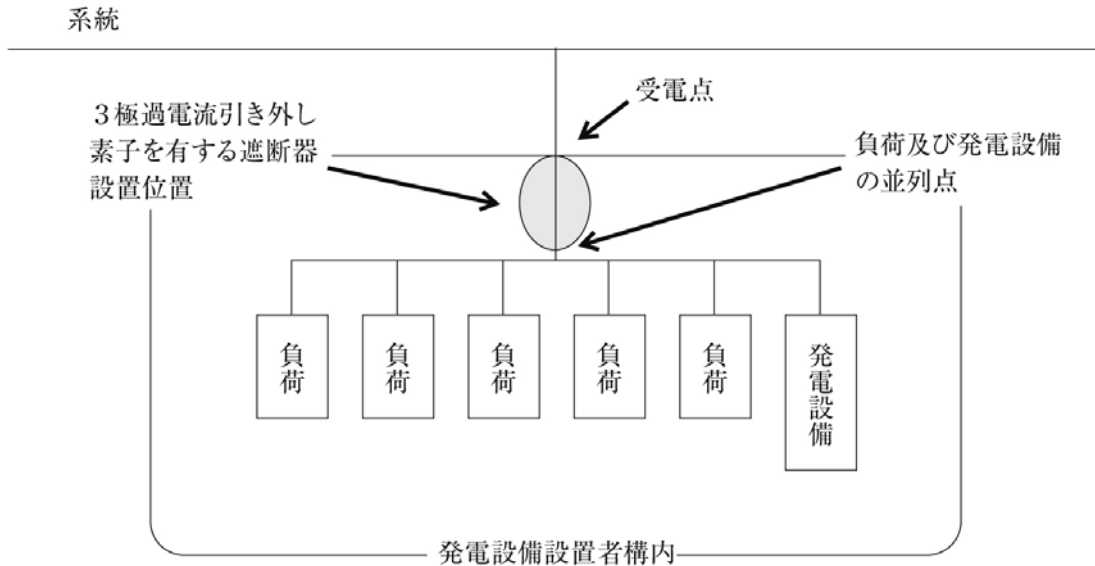 系統
受電点
３極過電流引き外し
素子を有する遮断器
設置位置
負荷及び発電設備
の並列点
負荷
負荷
負荷
負荷
負荷
発電設備
発電設備設置者構内